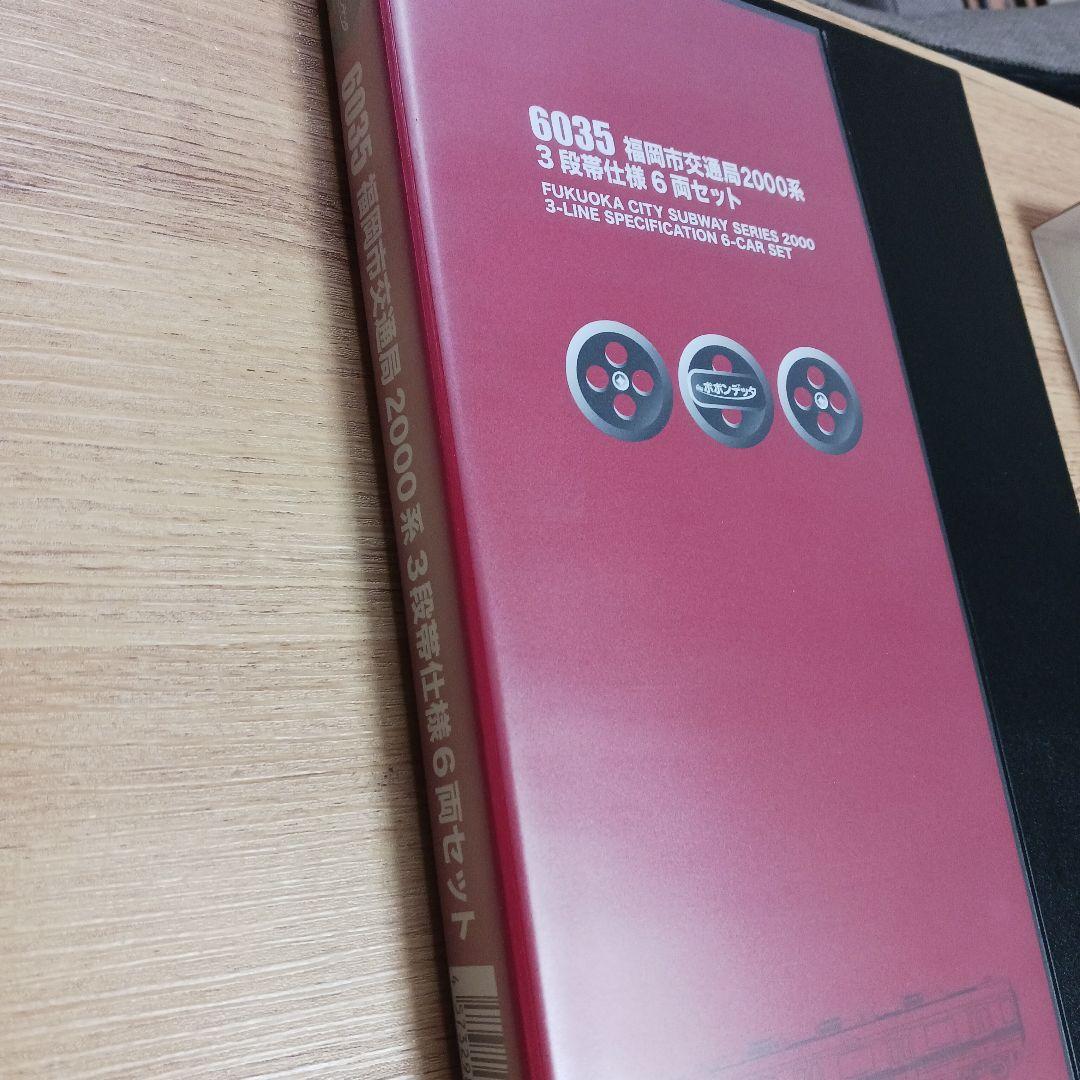 6035 福岡市交通局2000系
3段帯仕様6両セット
FUKUOKA CITY SUBWAY SERIES 2000
3-LINE SPECIFICATION 6-CAR SET
ポポンデッタ
6035 福岡市交通局2000系3段帯仕様6両セット